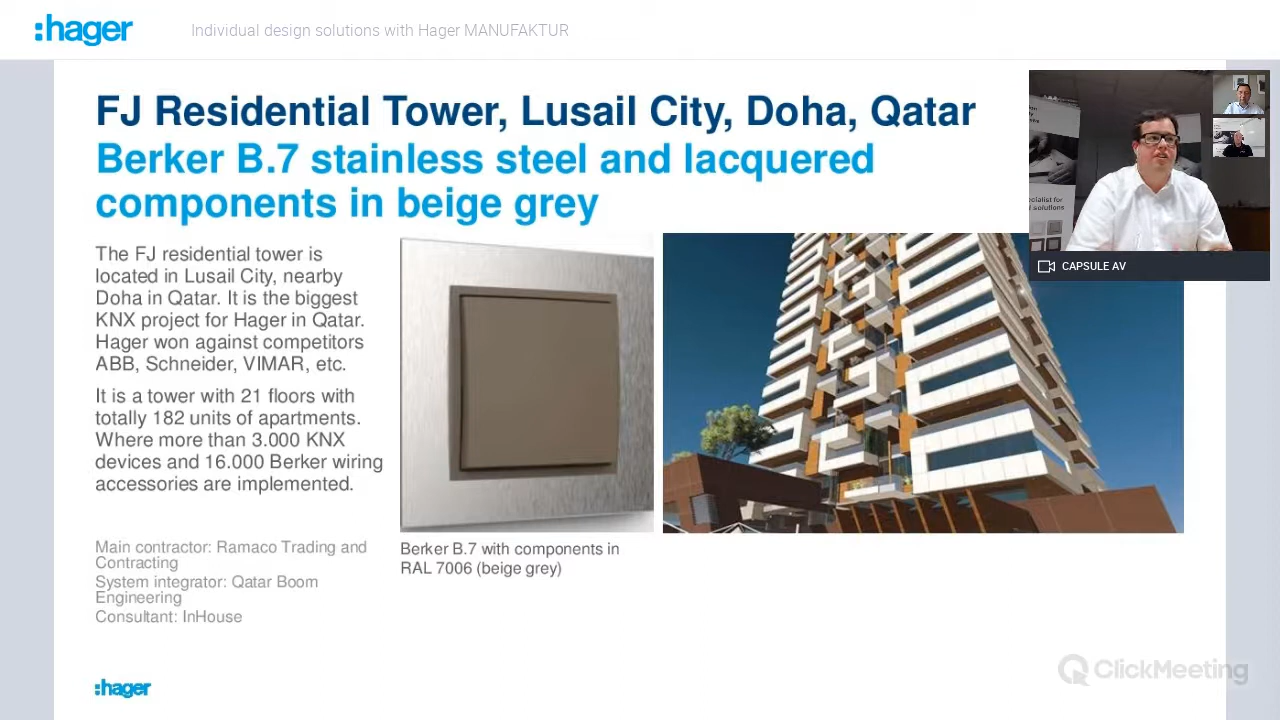 :hager
Individual design solutions with Hager MANUFAKTUR
FJ Residential Tower, Lusail City, Doha, Qatar
Berker B.7 stainless steel and lacquered
components in beige grey
The FJ residential tower is
located in Lusail City, nearby
Doha in Qatar. It is the biggest
KNX project for Hager in Qatar.
Hager won against competitors
ABB, Schneider, VIMAR, etc.
It is a tower with 21 floors with
totally 182 units of apartments.
Where more than 3.000 KNX
devices and 16.000 Berker wiring
accessories are implemented.
Main contractor: Ramaco Trading and
Contracting
System integrator: Qatar Boom
Engineering
Consultant: InHouse
Berker B.7 with components in
RAL 7006 (beige grey)
CAPSULE AV
:hager
ClickMeeting